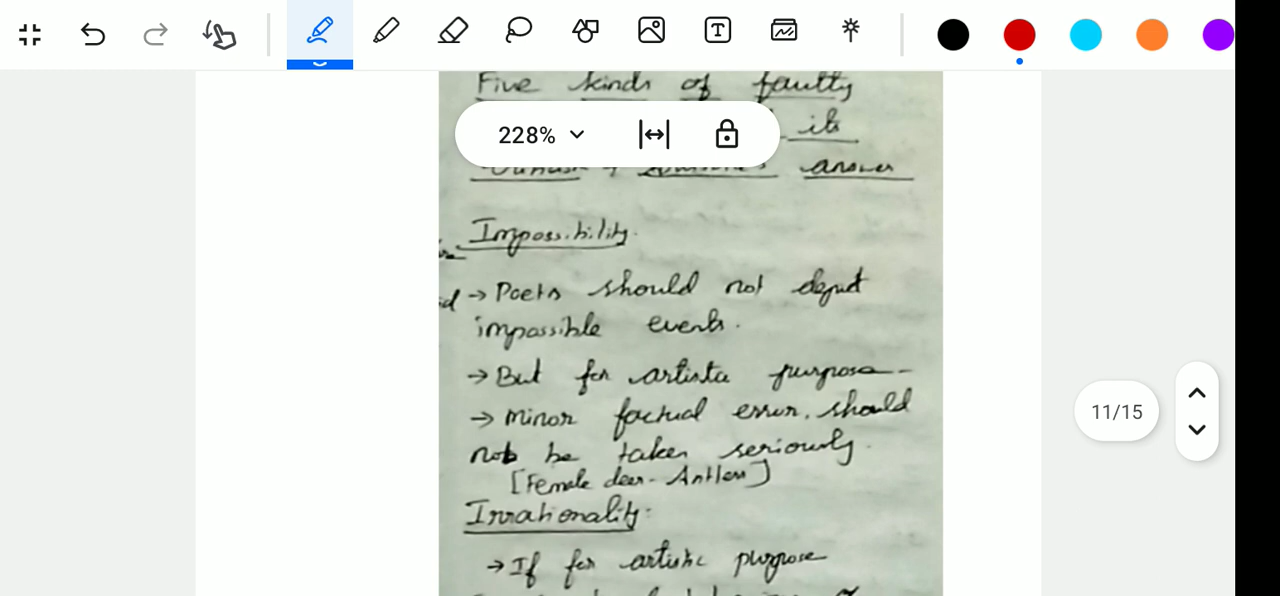 Five kinds of faulty
228%
its
answer
Impossibility.
→ Poets should not depict
impossible events.
→ But for artistic purpose-
→ Minor factual error. should
not be taken seriously.
[Female deer - Antlers]
11/15
Irrationality:
→ If for artistic plurpose